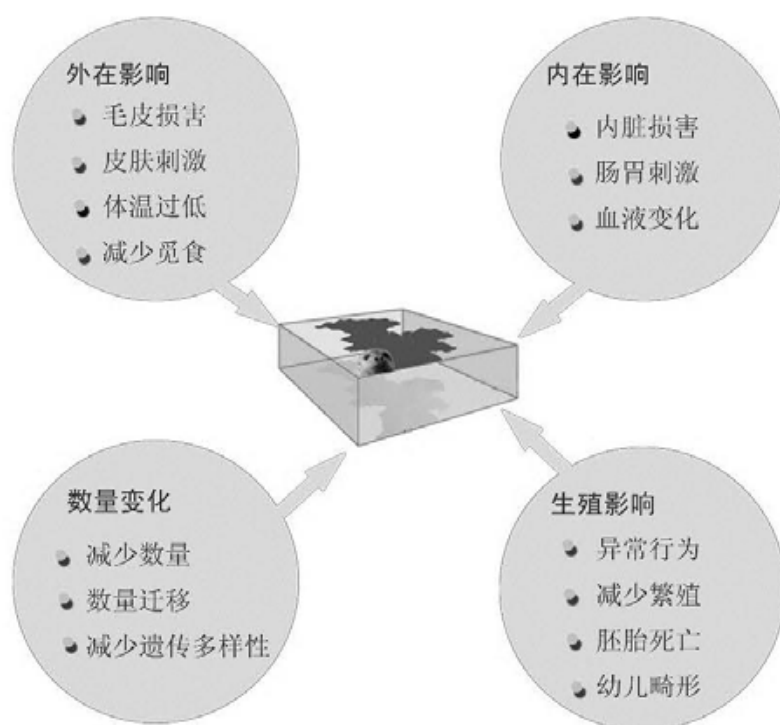 外在影响
毛皮损害
皮肤刺激
体温过低
减少觅食
内在影响
内脏损害
肠胃刺激
血液变化
数量变化
减少数量
数量迁移
减少遗传多样性
生殖影响
异常行为
减少繁殖
胚胎死亡
幼儿畸形